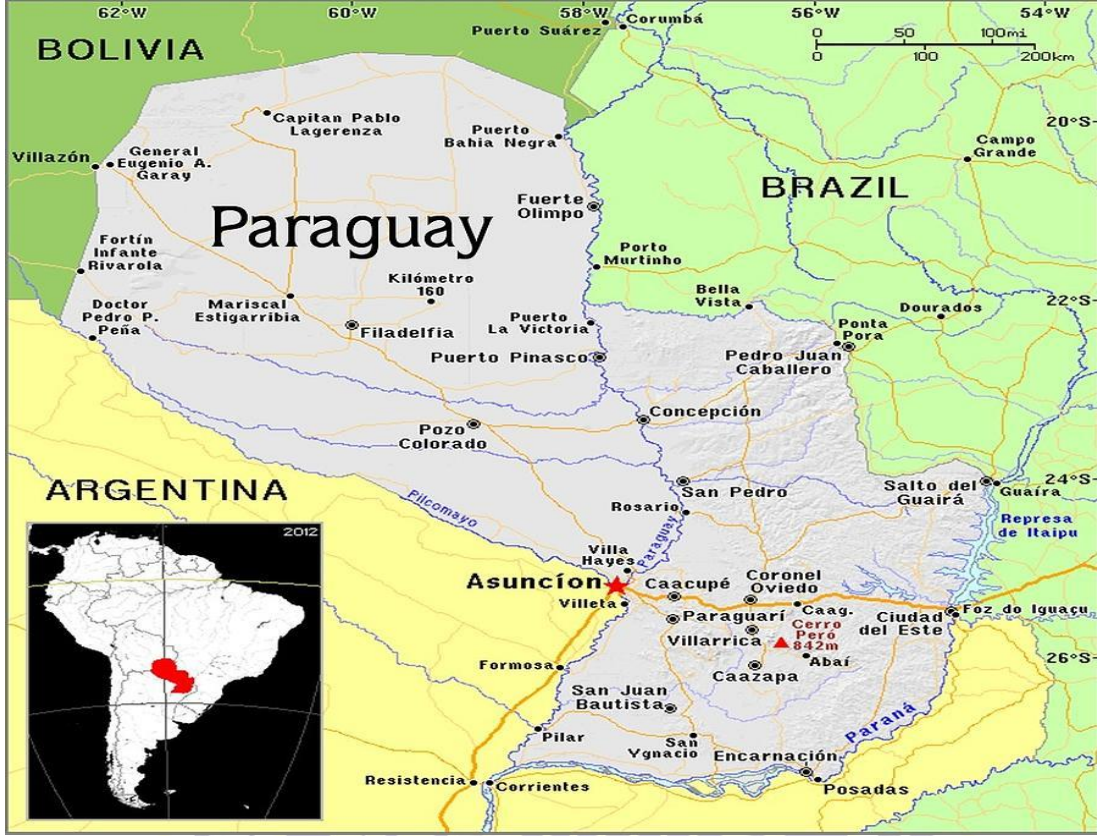 62°W
60°W
58°W
56°W
54°W
BOLIVIA
Puerto Suárez
Corumbá
0 50 100mi
0 100 200km
Capitan Pablo
Lagerenza
Puerto
Bahia Negra
20°S
Campo
Grande
Villazón
General
Eugenio A.
Garay
BRAZIL
Fuerte
Olimpo
Paraguay
Fortín
Infante
Rivarola
Kilómetro
160
Porto
Murtinho
Doctor
Pedro P.
Peña
Mariscal
Estigarribia
Filadelfia
Puerto
La Victoria
Bella
Vista
Dourados
22°S
Ponta
Pora
Puerto Pinasco
Pedro Juan
Caballero
Concepción
Pozo
Colorado
ARGENTINA
Pilcomayo
San Pedro
Rosario
Salto del
Guairá
24°S
Guaíra
Represa
de Itaipu
Paraguay
2012
Villa
Hayes
Asuncíon
Villeta
Caacupé
Coronel
Oviedo
Caag.
Ciudad
del Este
Foz do Iguaçu
Paraguarí
Villarrica
Cerro
Peró
842m
Abaí
26°S
Caazapa
Formosa
San Juan
Bautista
Pilar
San
Ygnacio
Encarnación
Paraná
Resistencia
Corrientes
Posadas